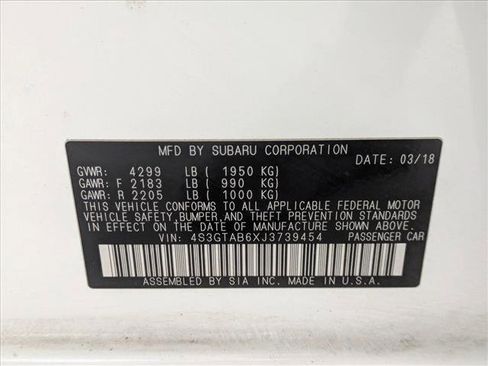 MFD BY SUBARU CORPORATION
DATE: 03/18
GVWR: 4299 LB ( 1950 KG)
GAWR: F 2183 LB ( 990 KG)
GAWR: R 2205 LB ( 1000 KG)
THIS VEHICLE CONFORMS TO ALL APPLICABLE FEDERAL MOTOR
VEHICLE SAFETY,BUMPER,AND THEFT PREVENTION STANDARDS
IN EFFECT ON THE DATE OF MANUFACTURE SHOWN ABOVE.
VIN: 4S3GTAB6XJ3739454 PASSENGER CAR
ASSEMBLED BY SIA INC. MADE IN U.S.A.